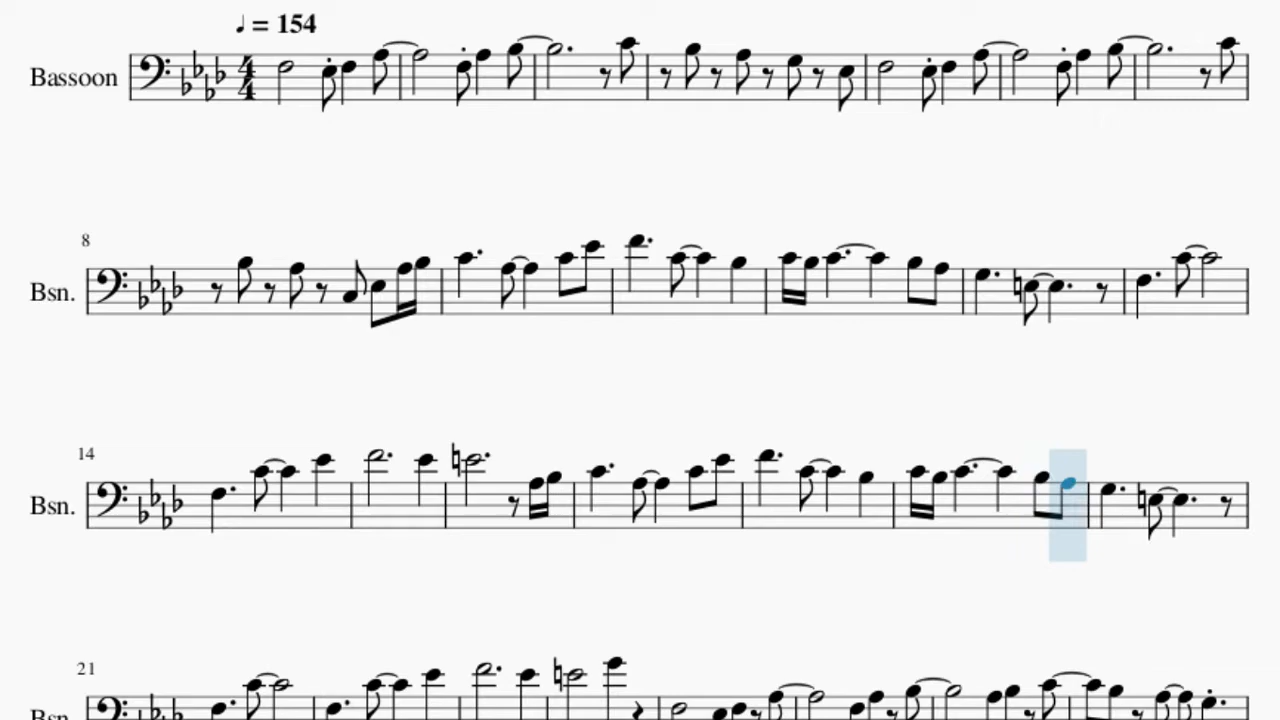 ♩ = 154
Bassoon
4
4
8
Bsn.
14
Bsn.
21
Bsn.